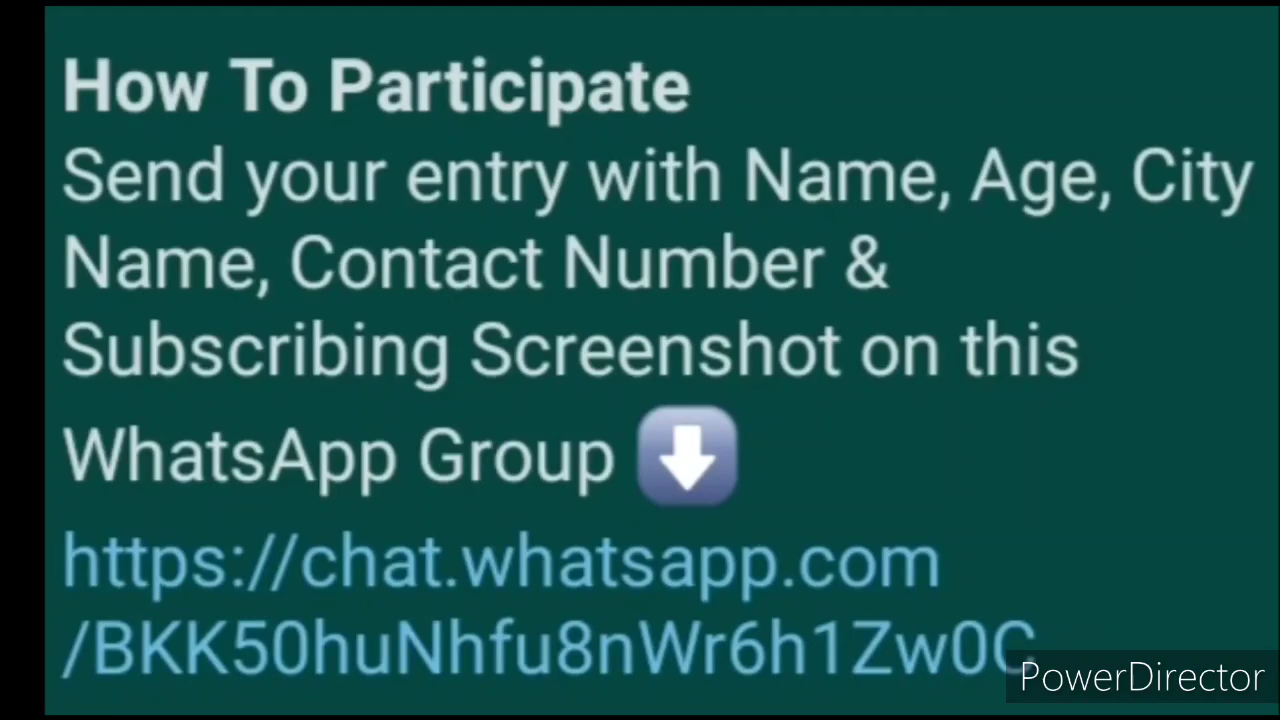 How To Participate
Send your entry with Name, Age, City
Name, Contact Number &
Subscribing Screenshot on this
WhatsApp Group ⬇
https://chat.whatsapp.com
/BKK50huNhfu8nWr6h1Zw0C
PowerDirector